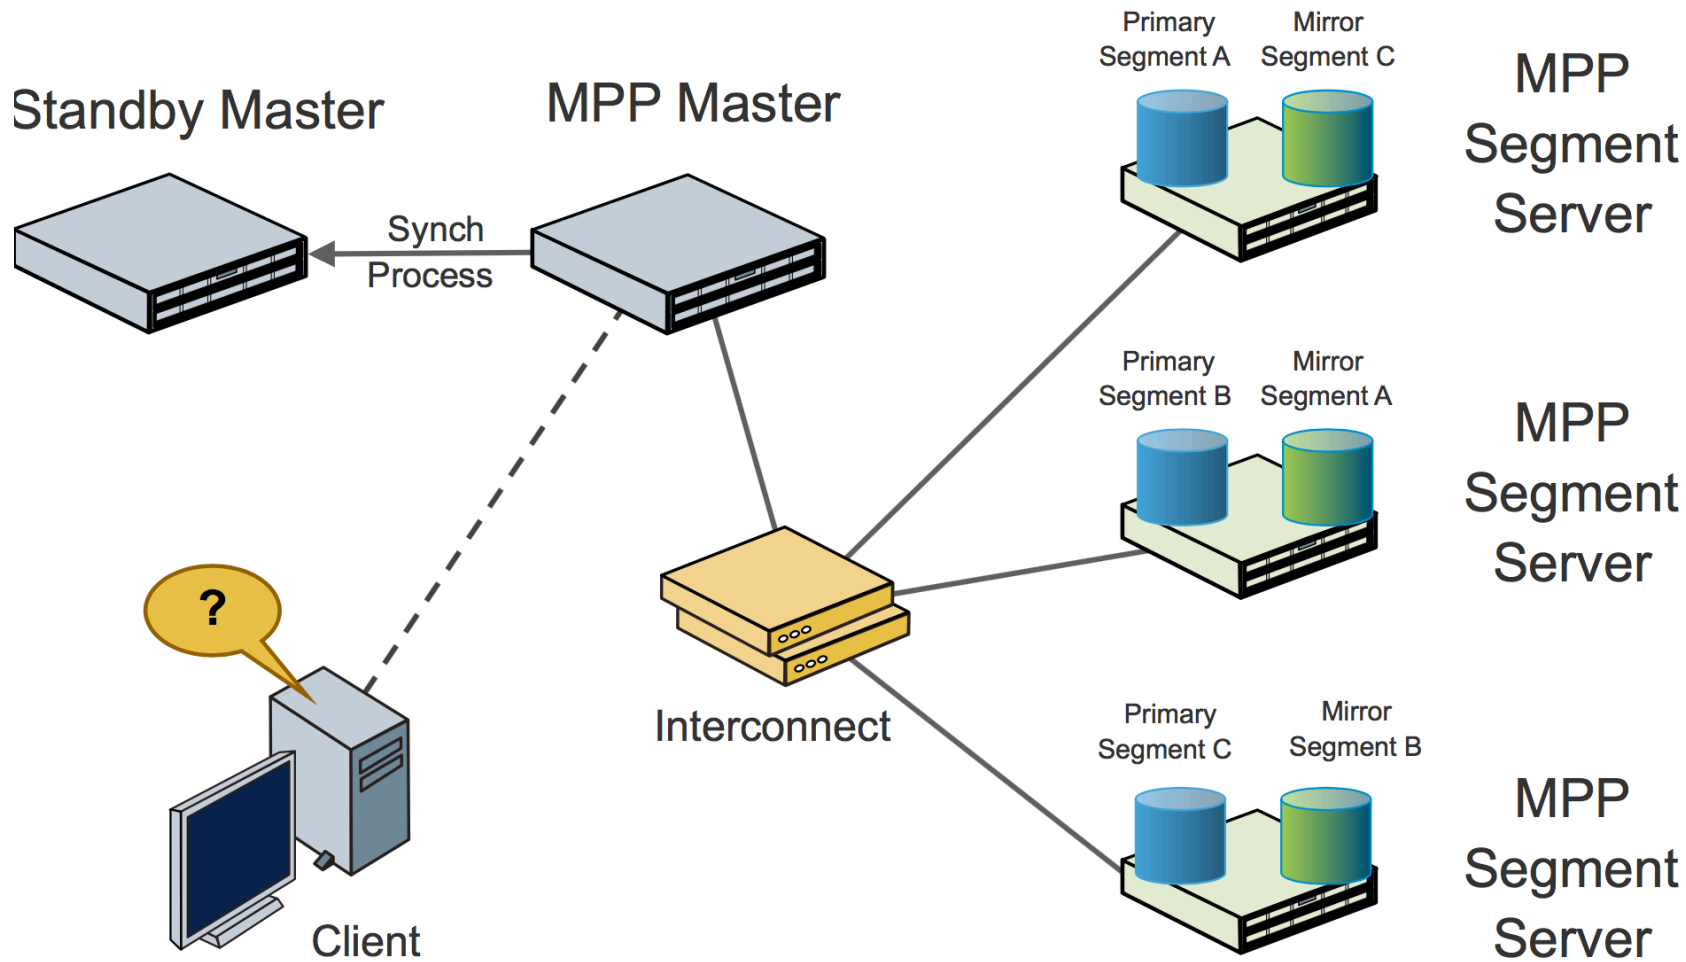 Standby Master
MPP Master
Synch
Process
?
Client
Interconnect
Primary
Segment A
Mirror
Segment C
MPP
Segment
Server
Primary
Segment B
Mirror
Segment A
MPP
Segment
Server
Primary
Segment C
Mirror
Segment B
MPP
Segment
Server